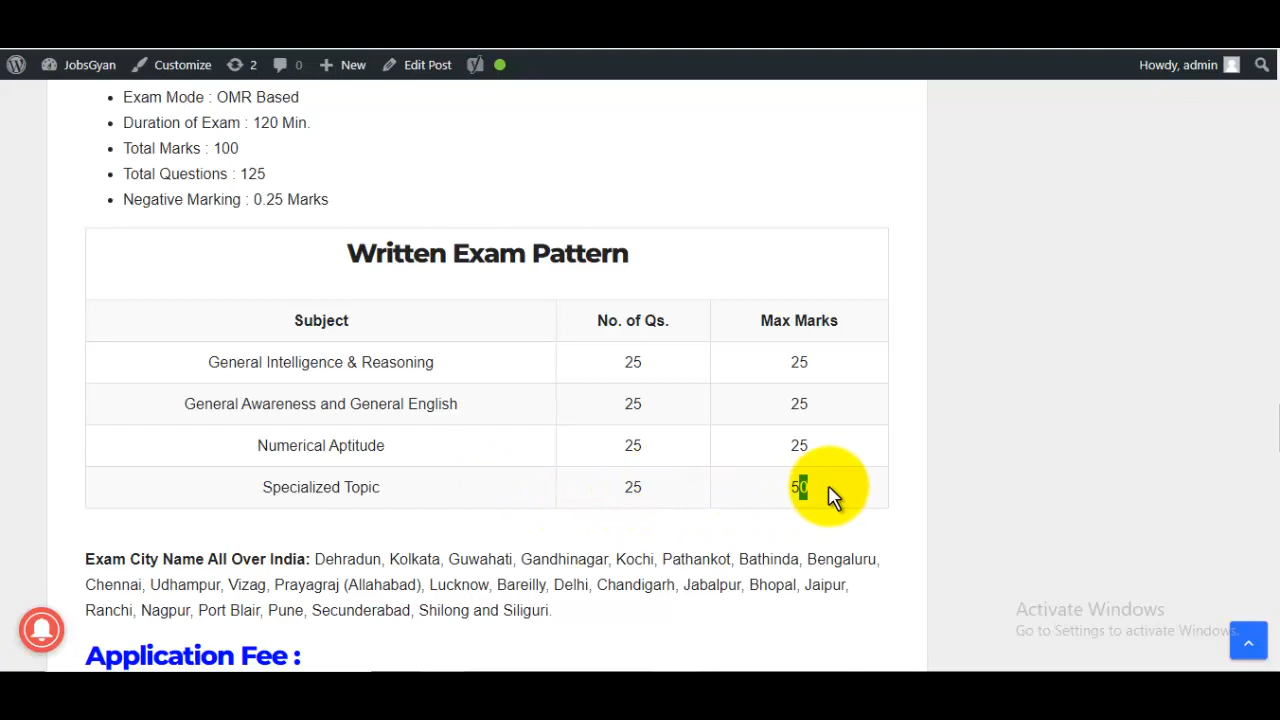 JobsGyan Customize 2 0 New Edit Post Howdy, admin
Exam Mode : OMR Based
Duration of Exam : 120 Min.
Total Marks : 100
Total Questions : 125
Negative Marking : 0.25 Marks
Written Exam Pattern
Subject No. of Qs. Max Marks
General Intelligence & Reasoning 25 25
General Awareness and General English 25 25
Numerical Aptitude 25 25
Specialized Topic 25 50
Exam City Name All Over India: Dehradun, Kolkata, Guwahati, Gandhinagar, Kochi, Pathankot, Bathinda, Bengaluru,
Chennai, Udhampur, Vizag, Prayagraj (Allahabad), Lucknow, Bareilly, Delhi, Chandigarh, Jabalpur, Bhopal, Jaipur,
Ranchi, Nagpur, Port Blair, Pune, Secunderabad, Shilong and Siliguri.
Activate Windows
Go to Settings to activate Windows.
Application Fee :